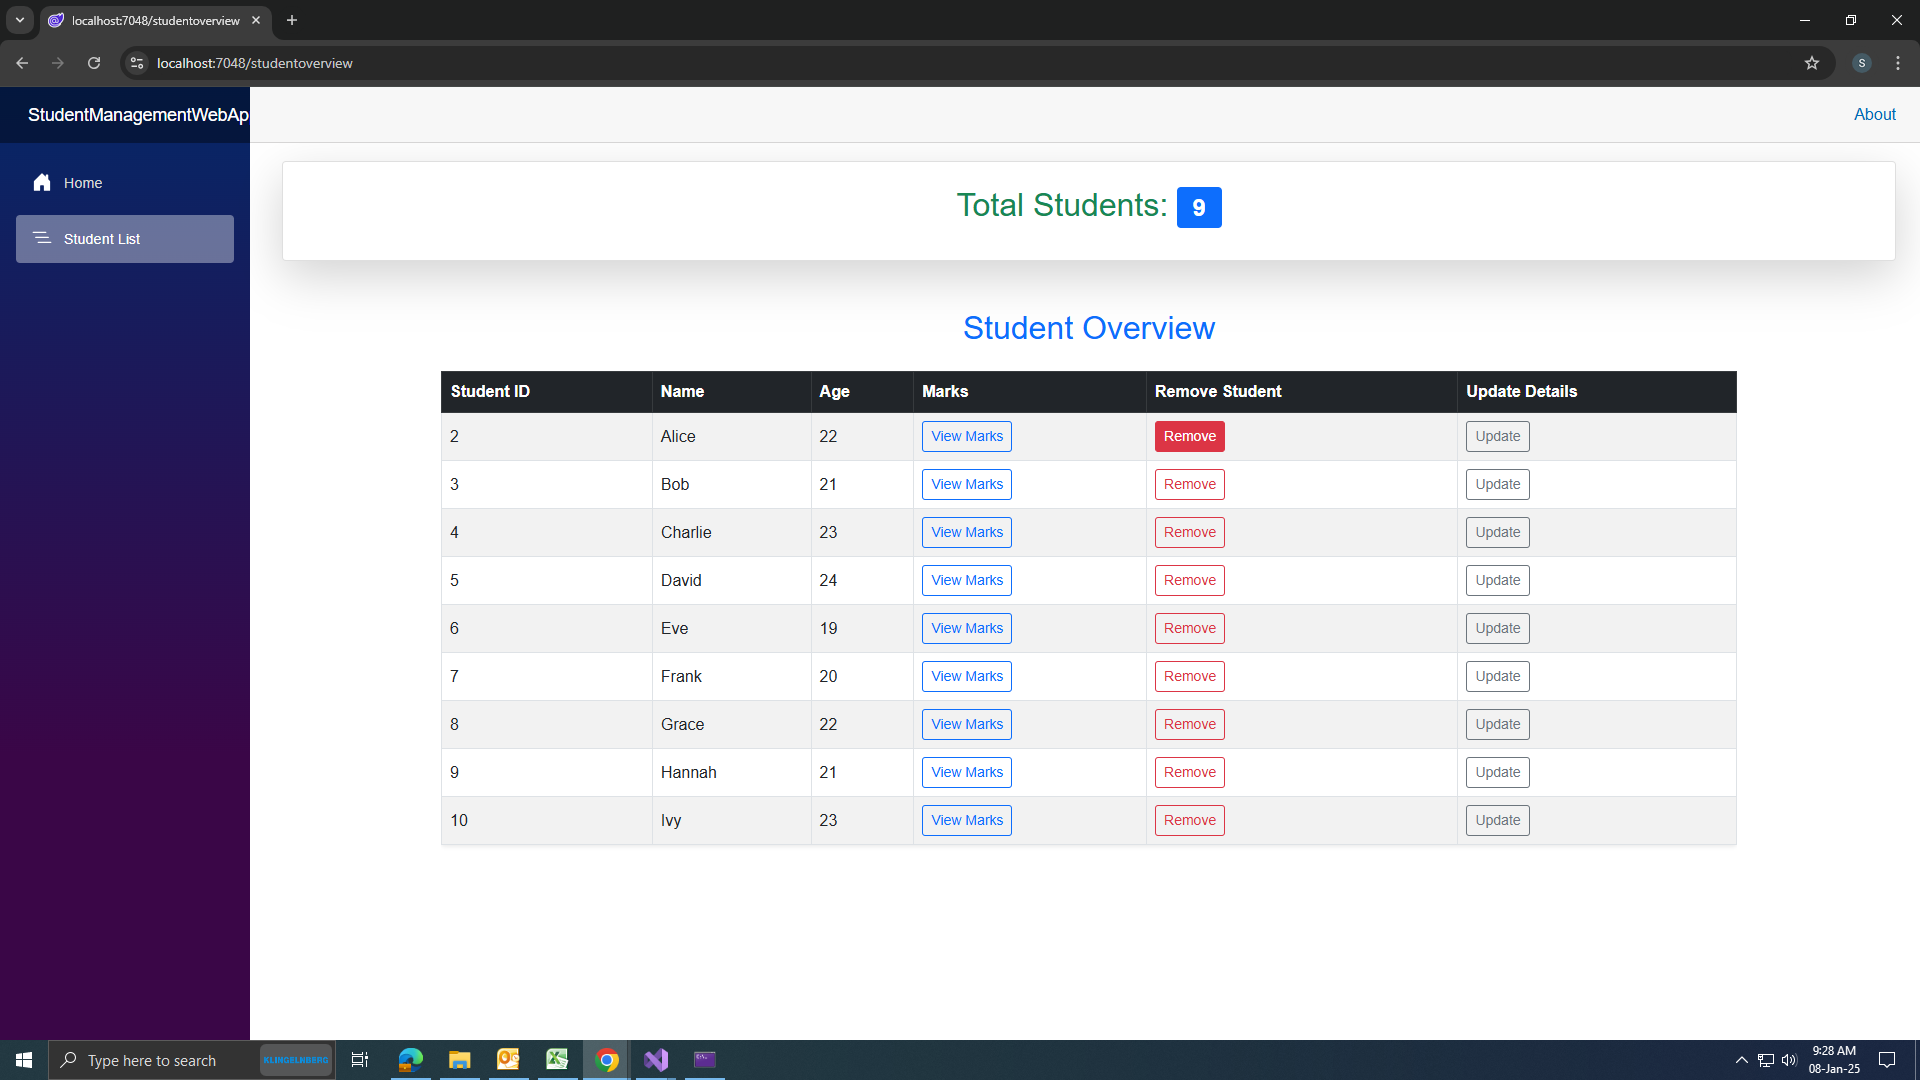 localhost:7048/studentoverview
localhost:7048/studentoverview
S
StudentManagementWebAp
About
Home
Student List
Total Students: 9
Student Overview
Student ID Name Age Marks Remove Student Update Details
2 Alice 22 View Marks Remove Update
3 Bob 21 View Marks Remove Update
4 Charlie 23 View Marks Remove Update
5 David 24 View Marks Remove Update
6 Eve 19 View Marks Remove Update
7 Frank 20 View Marks Remove Update
8 Grace 22 View Marks Remove Update
9 Hannah 21 View Marks Remove Update
10 Ivy 23 View Marks Remove Update
Type here to search
KLINGELNBERG
9:28 AM
08-Jan-25